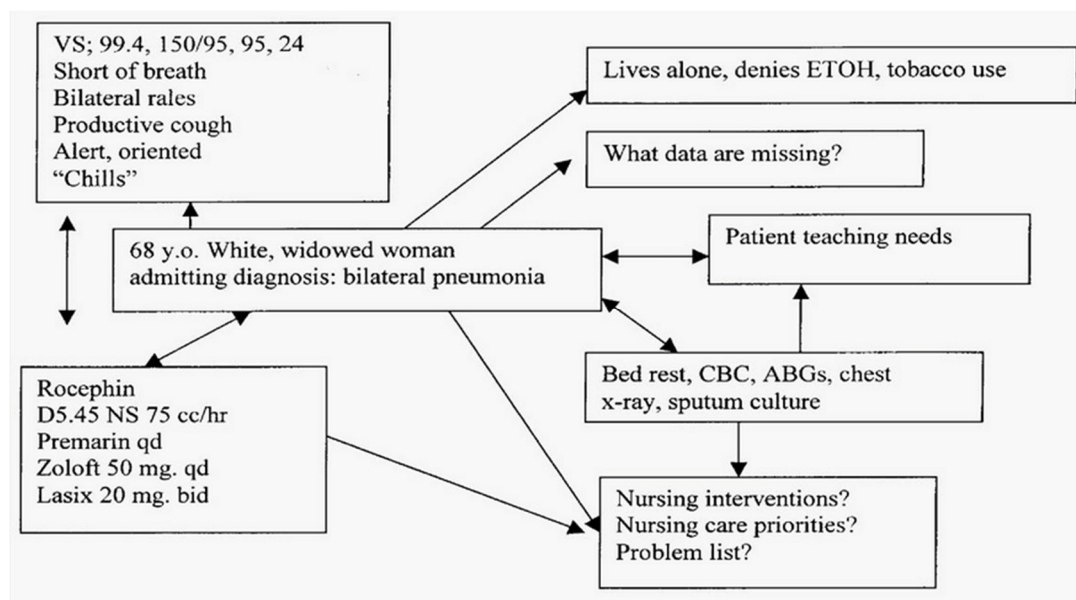 VS; 99.4, 150/95, 95, 24
Short of breath
Bilateral rales
Productive cough
Alert, oriented
“Chills”
Lives alone, denies ETOH, tobacco use
What data are missing?
68 y.o. White, widowed woman
admitting diagnosis: bilateral pneumonia
Patient teaching needs
Bed rest, CBC, ABGs, chest
x-ray, sputum culture
Rocephin
D5.45 NS 75 cc/hr
Premarin qd
Zoloft 50 mg. qd
Lasix 20 mg. bid
Nursing interventions?
Nursing care priorities?
Problem list?